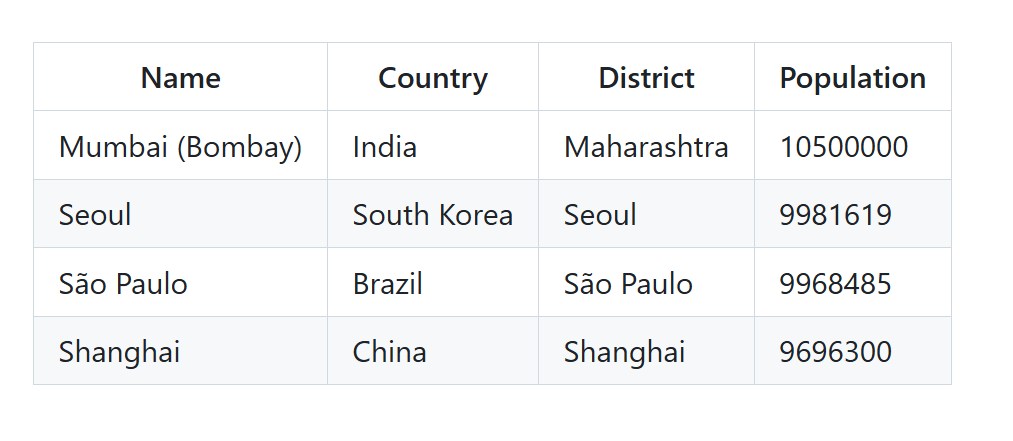 Name Country District Population
Mumbai (Bombay) India Maharashtra 10500000
Seoul South Korea Seoul 9981619
São Paulo Brazil São Paulo 9968485
Shanghai China Shanghai 9696300